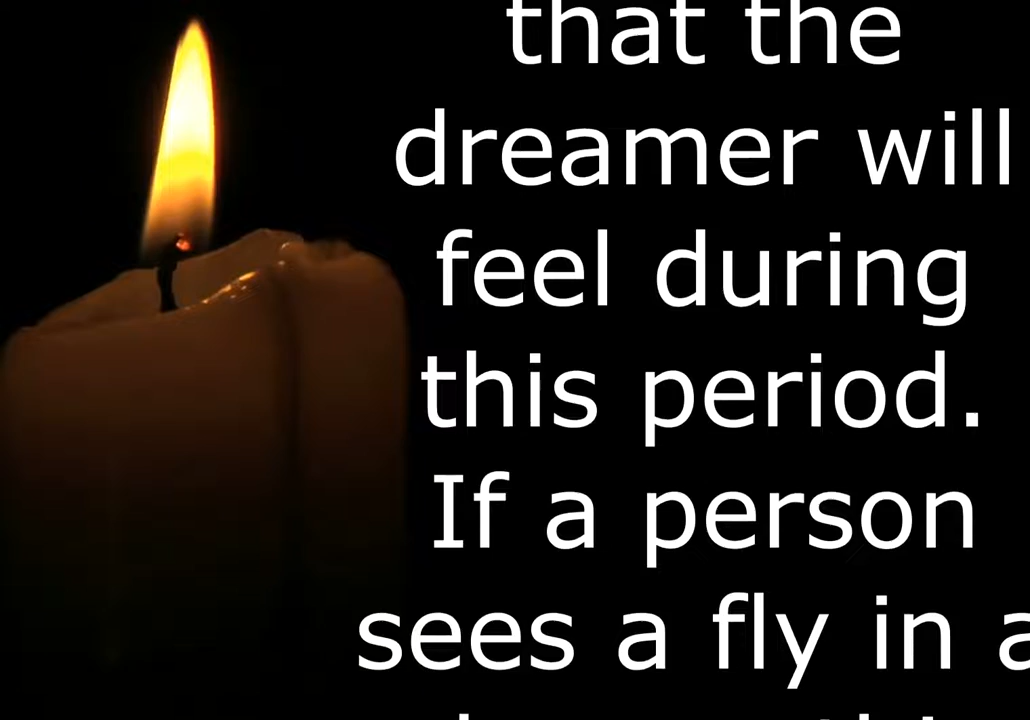 that the
dreamer will
feel during
this period.
If a person
sees a fly in a